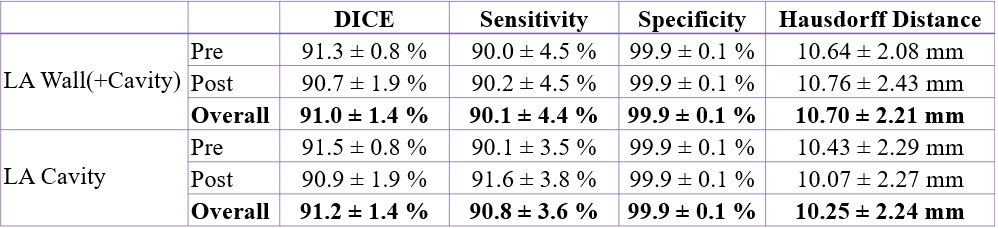 DICE Sensitivity Specificity Hausdorff Distance
LA Wall(+Cavity) Pre 91.3 ± 0.8 % 90.0 ± 4.5 % 99.9 ± 0.1 % 10.64 ± 2.08 mm
Post 90.7 ± 1.9 % 90.2 ± 4.5 % 99.9 ± 0.1 % 10.76 ± 2.43 mm
Overall 91.0 ± 1.4 % 90.1 ± 4.4 % 99.9 ± 0.1 % 10.70 ± 2.21 mm
LA Cavity Pre 91.5 ± 0.8 % 90.1 ± 3.5 % 99.9 ± 0.1 % 10.43 ± 2.29 mm
Post 90.9 ± 1.9 % 91.6 ± 3.8 % 99.9 ± 0.1 % 10.07 ± 2.27 mm
Overall 91.2 ± 1.4 % 90.8 ± 3.6 % 99.9 ± 0.1 % 10.25 ± 2.24 mm